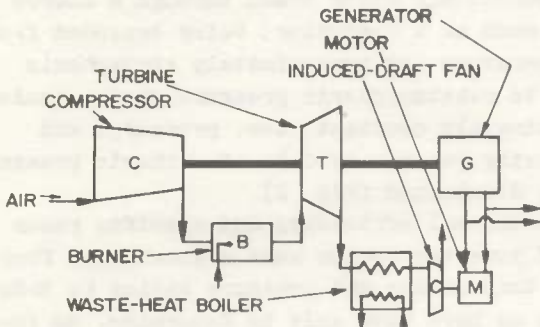 GENERATOR
MOTOR
INDUCED-DRAFT FAN
TURBINE
COMPRESSOR
C
T
G
AIR
B
BURNER
C
M
WASTE-HEAT BOILER